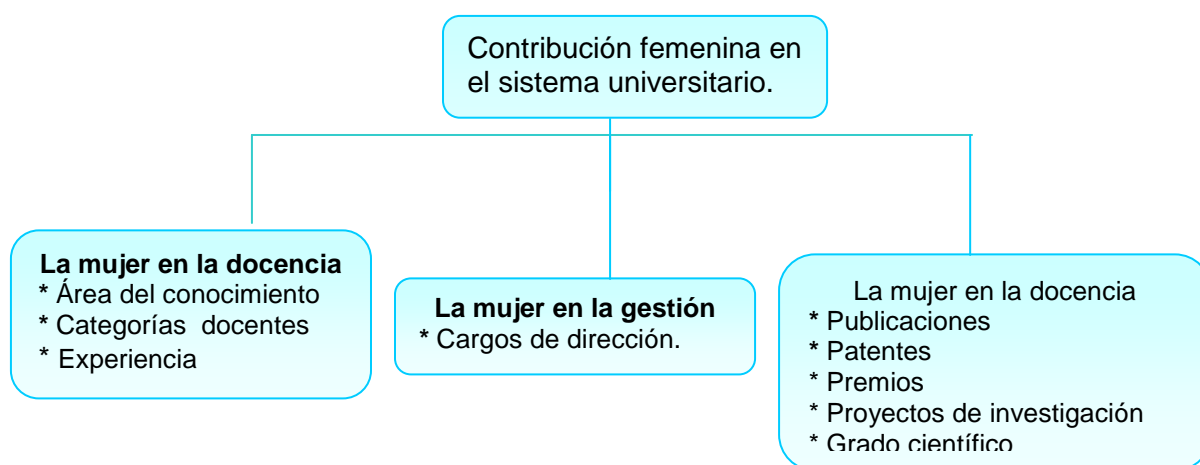 Contribución femenina en
el sistema universitario.
La mujer en la docencia
* Área del conocimiento
* Categorías docentes
* Experiencia
La mujer en la gestión
* Cargos de dirección.
La mujer en la docencia
* Publicaciones
* Patentes
* Premios
* Proyectos de investigación
* Grado científico